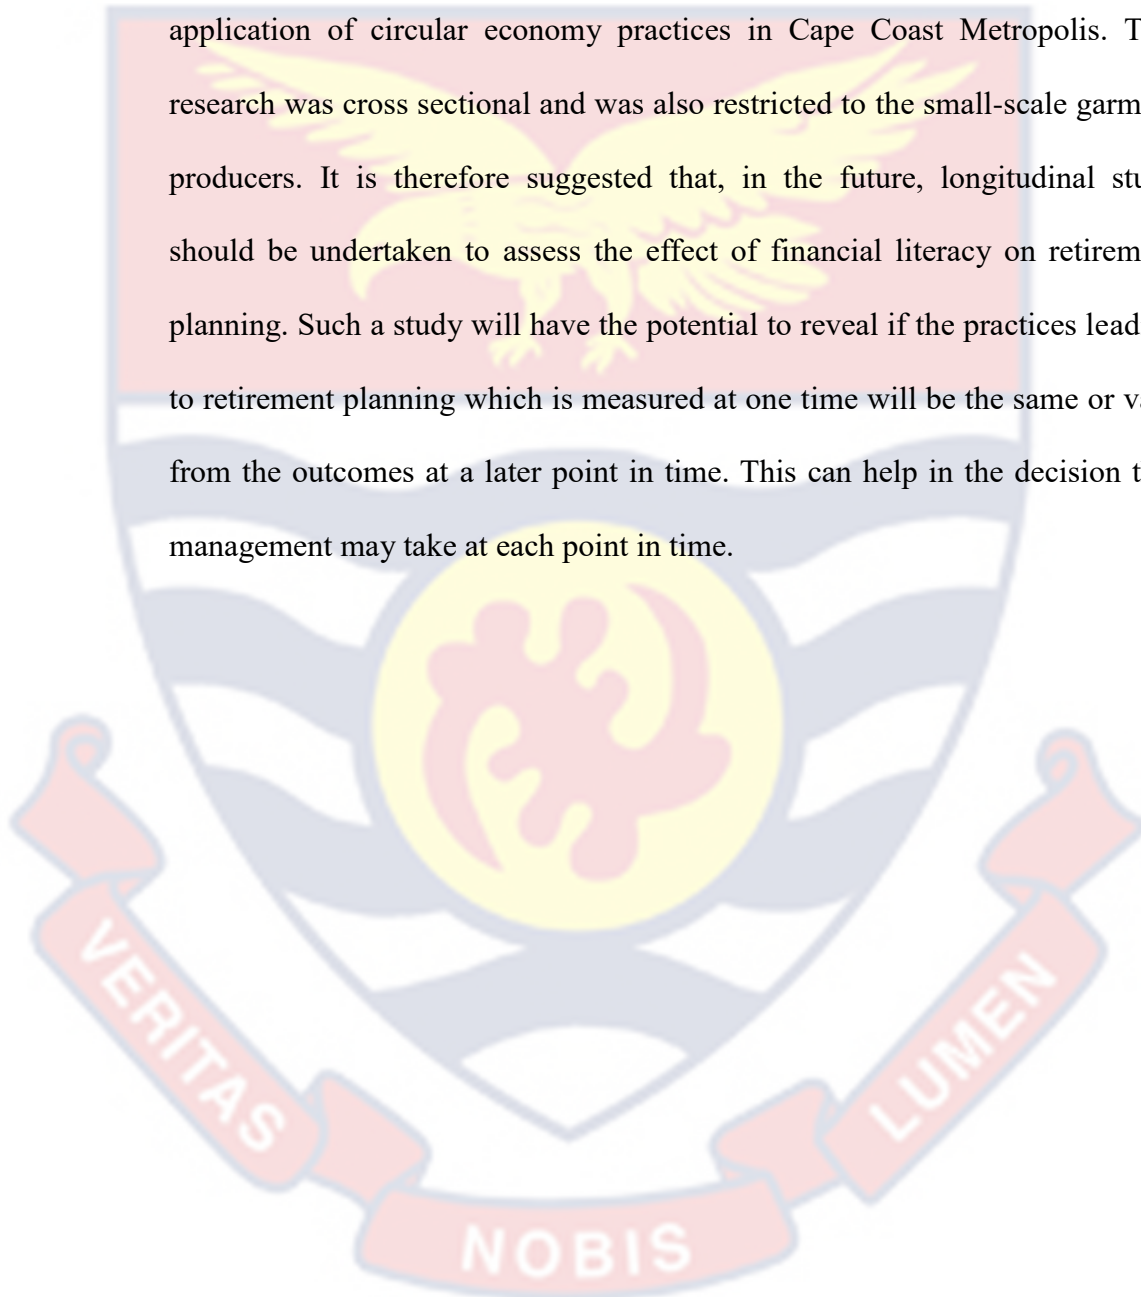 application of circular economy practices in Cape Coast Metropolis. T
research was cross sectional and was also restricted to the small-scale garm
producers. It is therefore suggested that, in the future, longitudinal stu
should be undertaken to assess the effect of financial literacy on retirem
planning. Such a study will have the potential to reveal if the practices lead
to retirement planning which is measured at one time will be the same or va
from the outcomes at a later point in time. This can help in the decision t
management may take at each point in time.
VERITAS
NOBIS
LUMEN